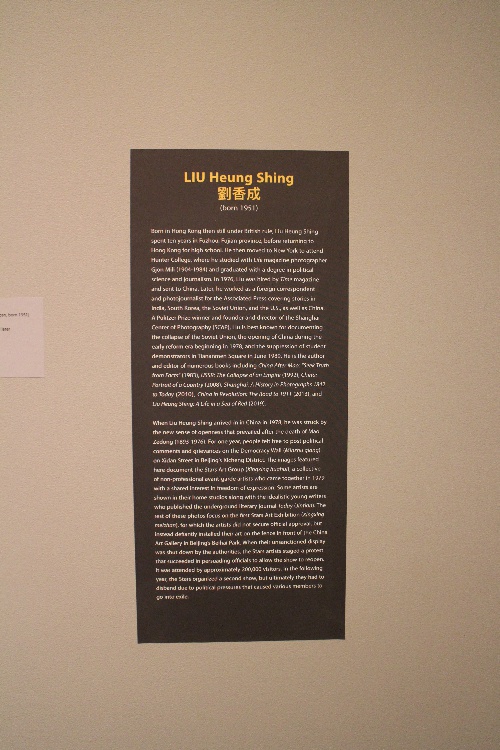 LIU Heung Shing
劉香成
(born 1951)
Born in Hong Kong then still under British rule, Liu Heung Shing
spent ten years in Fuzhou, Fujian province, before returning to
Hong Kong for high school. He then moved to New York to attend
Hunter College, where he studied with Life magazine photographer
Gjon Mili (1904-1984) and graduated with a degree in political
science and journalism. In 1976, Liu was hired by Time magazine
and sent to China. Later, he worked as a foreign correspondent
and photojournalist for the Associated Press covering stories in
India, South Korea, the Soviet Union, and the U.S., as well as China.
A Pulitzer Prize winner and founder and director of the Shanghai
Center of Photography (SCoP), Liu is best known for documenting
the collapse of the Soviet Union, the opening of China during the
early reform era beginning in 1978, and the suppression of student
demonstrators in Tiananmen Square in June 1989. He is the author
and editor of numerous books including China After Mao: "Seek Truth
from Facts" (1983), USSR: The Collapse of an Empire (1992), China:
Portrait of a Country (2008), Shanghai: A History in Photographs 1842
to Today (2010), China in Revolution: The Road to 1911 (2011), and
Liu Heung Shing: A Life in a Sea of Red (2019).
When Liu Heung Shing arrived in in China in 1978, he was struck by
the new sense of openness that prevailed after the death of Mao
Zedong (1893-1976). For one year, people felt free to post political
comments and grievances on the Democracy Wall (Minzhu qiang)
on Xidan Street in Beijing's Xicheng District. The images featured
here document the Stars Art Group (Xingxing huahui), a collective
of non-professional avant-garde artists who came together in 1979
with a shared interest in freedom of expression. Some artists are
shown in their home studios along with the idealistic young writers
who published the underground literary journal Today (Jintian). The
rest of these photos focus on the first Stars Art Exhibition (Xingxing
meizhan), for which the artists did not secure official approval, but
instead defiantly installed their art on the fence in front of the China
Art Gallery in Beijing's Beihai Park. When their unsanctioned display
was shut down by the authorities, the Stars artists staged a protest
that succeeded in persuading officials to allow the show to reopen.
It was attended by approximately 200,000 visitors. In the following
year, the Stars organized a second show, but ultimately they had to
disband due to political pressures that caused various members to
go into exile.